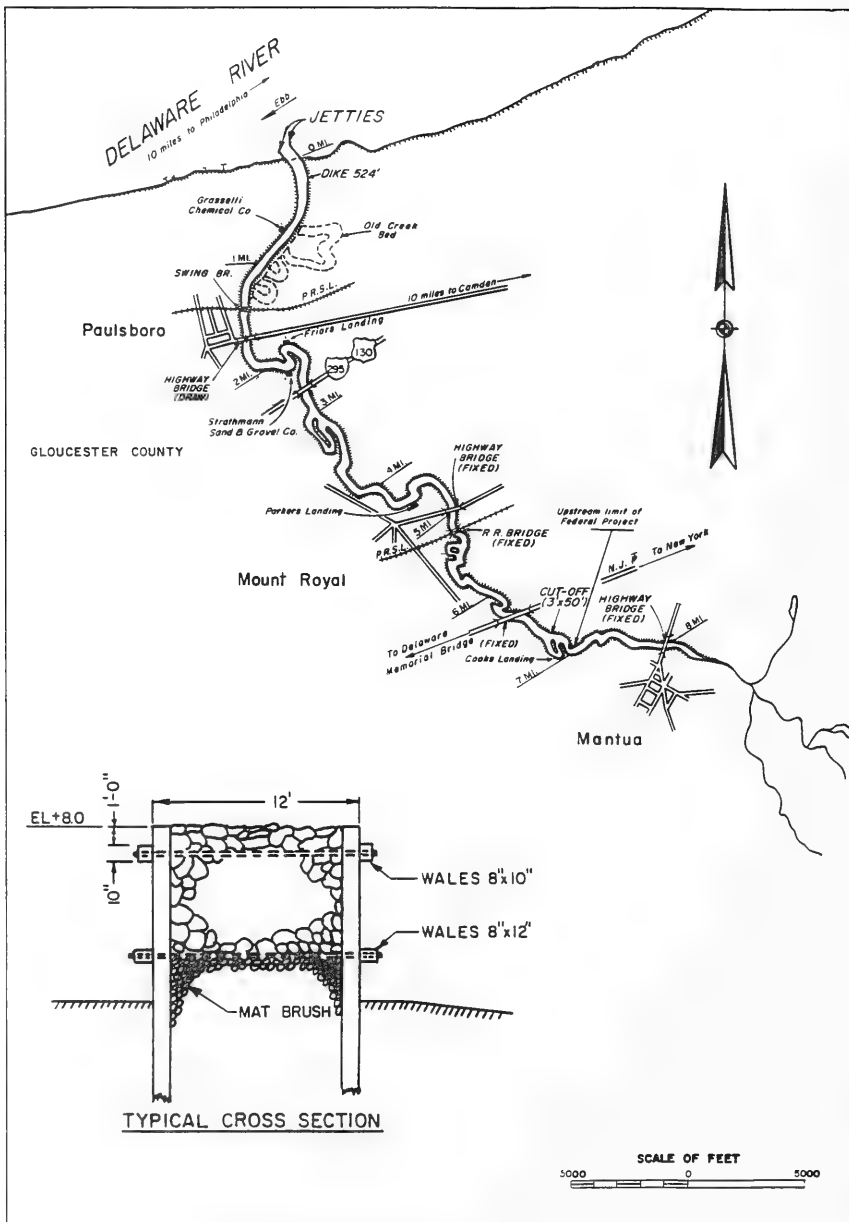 DELAWARE RIVER
10 miles to Philadelphia
Ebb
JETTIES
0 MI.
DIKE 524'
Grasselli
Chemical Co
Old Creek
Bed
1 MI.
SWING BR.
P.R.S.L.
10 miles to Camden
Paulsboro
Friars Landing
HIGHWAY
BRIDGE
(DRAW)
2 MI.
295
130
3 MI.
Strathmann
Sand & Gravel Co.
GLOUCESTER COUNTY
4 MI.
HIGHWAY
BRIDGE
(FIXED)
Parkers Landing
5 MI.
Upstream limit of
Federal Project
R.R. BRIDGE
(FIXED)
P.R.S.L.
N.J. P
To New York
Mount Royal
CUT-OFF
(3'x50')
HIGHWAY
BRIDGE
(FIXED)
6 MI.
8 MI.
To Delaware
Memorial Bridge
(FIXED)
Cooks Landing
7 MI.
Mantua
1'-0"
12'
EL+8.0
10"
WALES 8"x10"
WALES 8"x12"
MAT BRUSH
TYPICAL CROSS SECTION
SCALE OF FEET
5000 0 5000